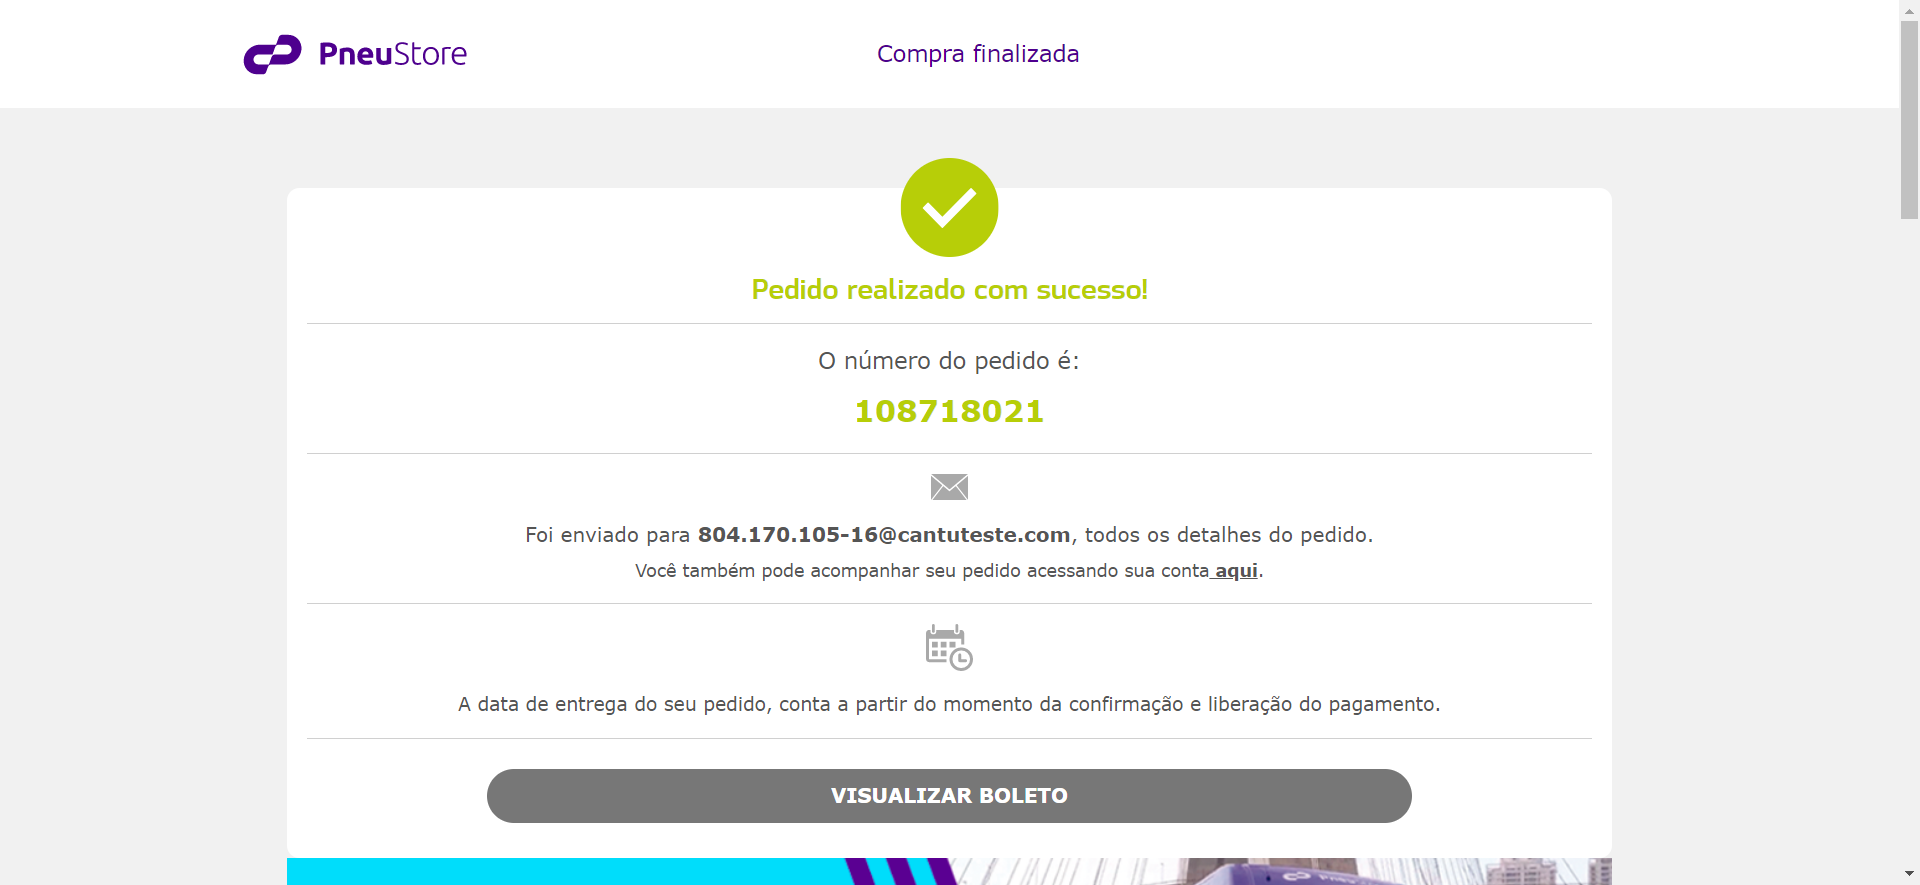 PneuStore
Compra finalizada
Pedido realizado com sucesso!
O número do pedido é:
108718021
Foi enviado para 804.170.105-16@cantuteste.com, todos os detalhes do pedido.
Você também pode acompanhar seu pedido acessando sua conta aqui.
A data de entrega do seu pedido, conta a partir do momento da confirmação e liberação do pagamento.
VISUALIZAR BOLETO